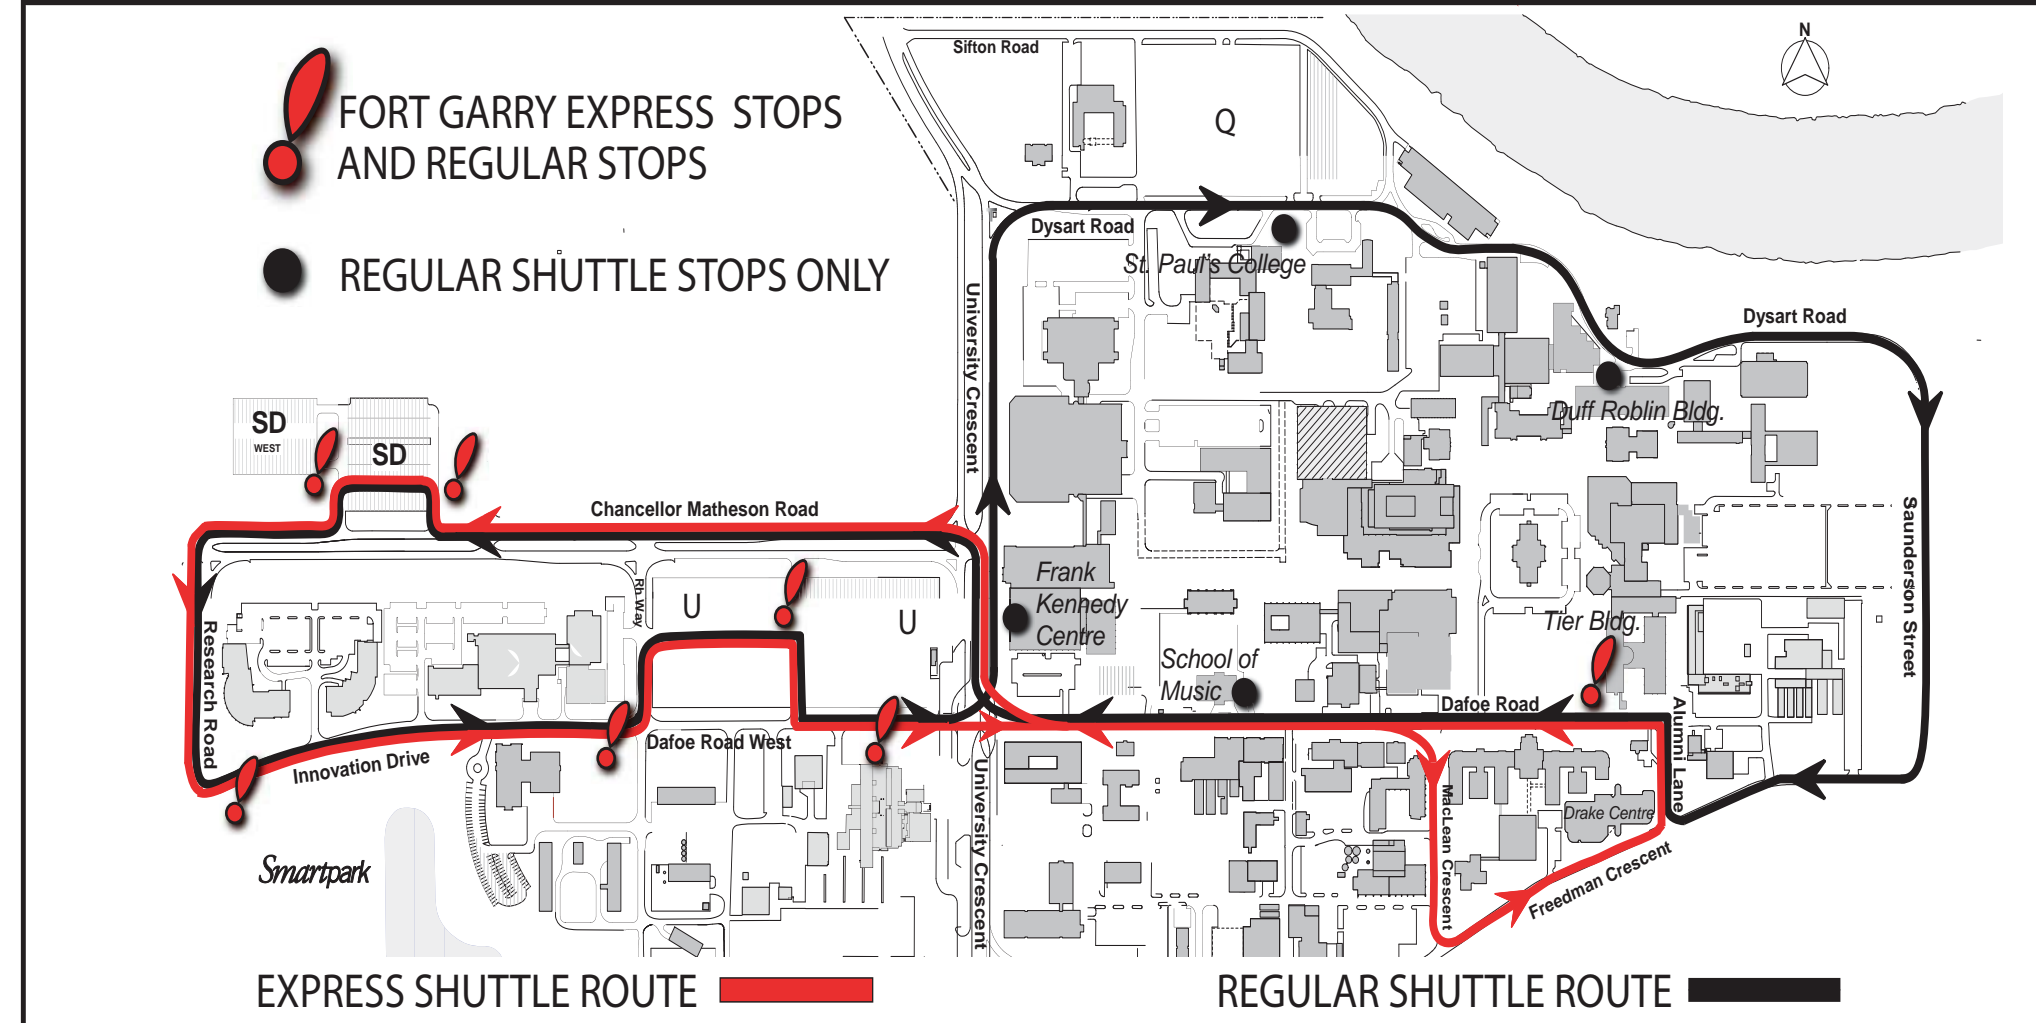 N
Sifton Road
FORT GARRY EXPRESS STOPS
AND REGULAR STOPS
Q
Dysart Road
St. Paul's College
REGULAR SHUTTLE STOPS ONLY
University Crescent
Dysart Road
Duff Roblin Bldg.
SD
WEST
SD
Chancellor Matheson Road
Saunderson Street
Frank
Kennedy
Centre
Rh Way
U
U
Tier Bldg.
School of
Music
Research Road
Dafoe Road
Alumni Lane
Dafoe Road West
Innovation Drive
University Crescent
MacLean Crescent
Drake Centre
Freedman Crescent
Smartpark
EXPRESS SHUTTLE ROUTE
REGULAR SHUTTLE ROUTE